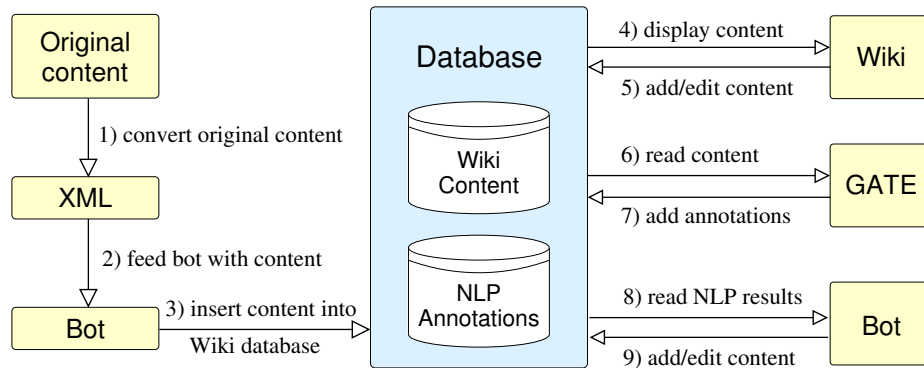 Original
content
1) convert original content
XML
2) feed bot with content
Bot
3) insert content into
Wiki database
Database
Wiki
Content
NLP
Annotations
4) display content
5) add/edit content
Wiki
6) read content
7) add annotations
GATE
8) read NLP results
9) add/edit content
Bot